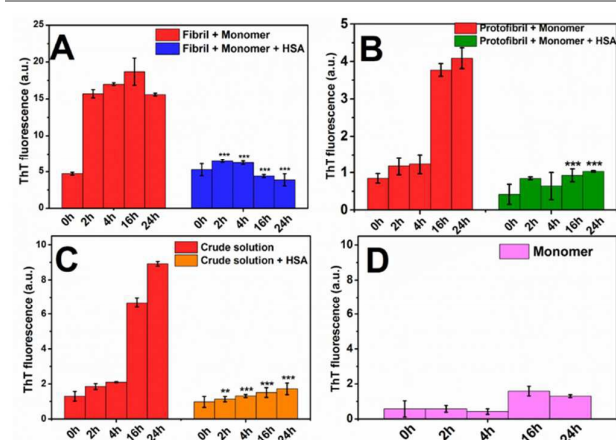 A
Fibril + Monomer
Fibril + Monomer + HSA
ThT fluorescence (a.u.)
25
20
15
10
5
0
*** *** *** ***
0h 2h 4h 16h 24h 0h 2h 4h 16h 24h
B
Protofibril + Monomer
Protofibril + Monomer + HSA
ThT fluorescence (a.u.)
5
4
3
2
1
0
*** ***
0h 2h 4h 16h 24h 0h 2h 4h 16h 24h
C
Crude solution
Crude solution + HSA
ThT fluorescence (a.u.)
10
8
6
4
2
0
** *** *** ***
0h 2h 4h 16h 24h 0h 2h 4h 16h 24h
D
Monomer
ThT fluorescence (a.u.)
10
8
6
4
2
0
0h 2h 4h 16h 24h